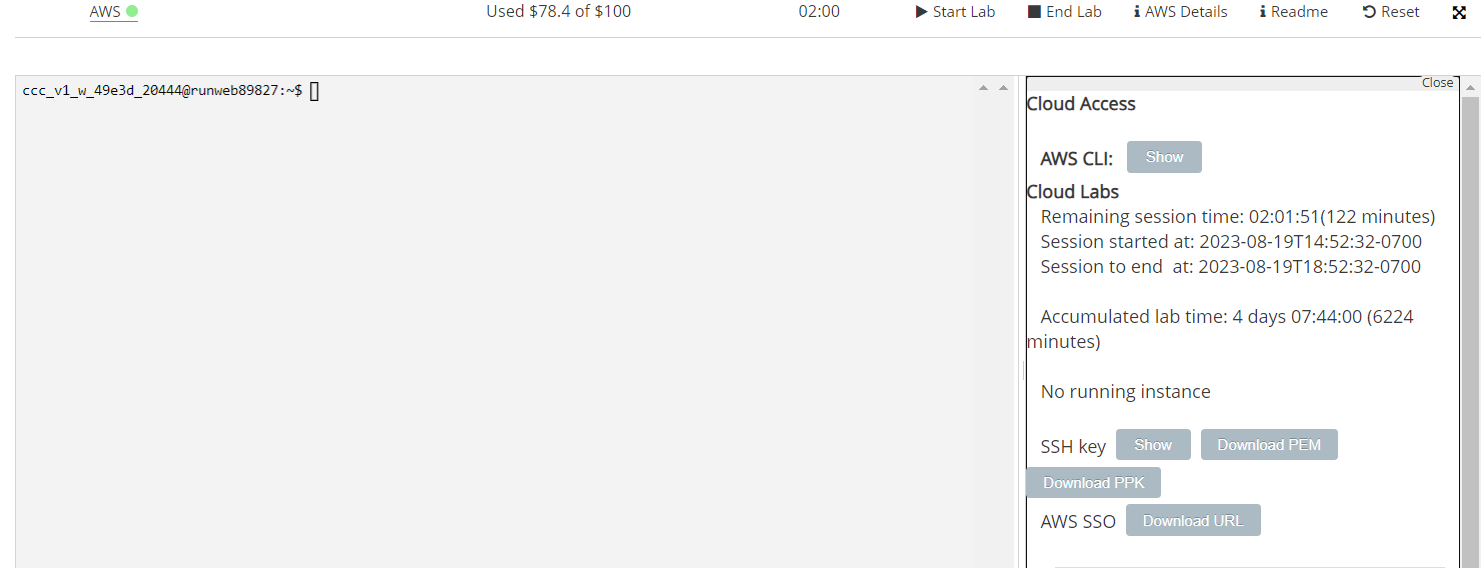 AWS Used $78.4 of $100 02:00 Start Lab End Lab AWS Details Readme Reset
ccc_v1_w_49e3d_20444@runweb89827:~$
Close
Cloud Access
AWS CLI: Show
Cloud Labs
Remaining session time: 02:01:51(122 minutes)
Session started at: 2023-08-19T14:52:32-0700
Session to end at: 2023-08-19T18:52:32-0700
Accumulated lab time: 4 days 07:44:00 (6224
minutes)
No running instance
SSH key Show Download PEM
Download PPK
AWS SSO Download URL